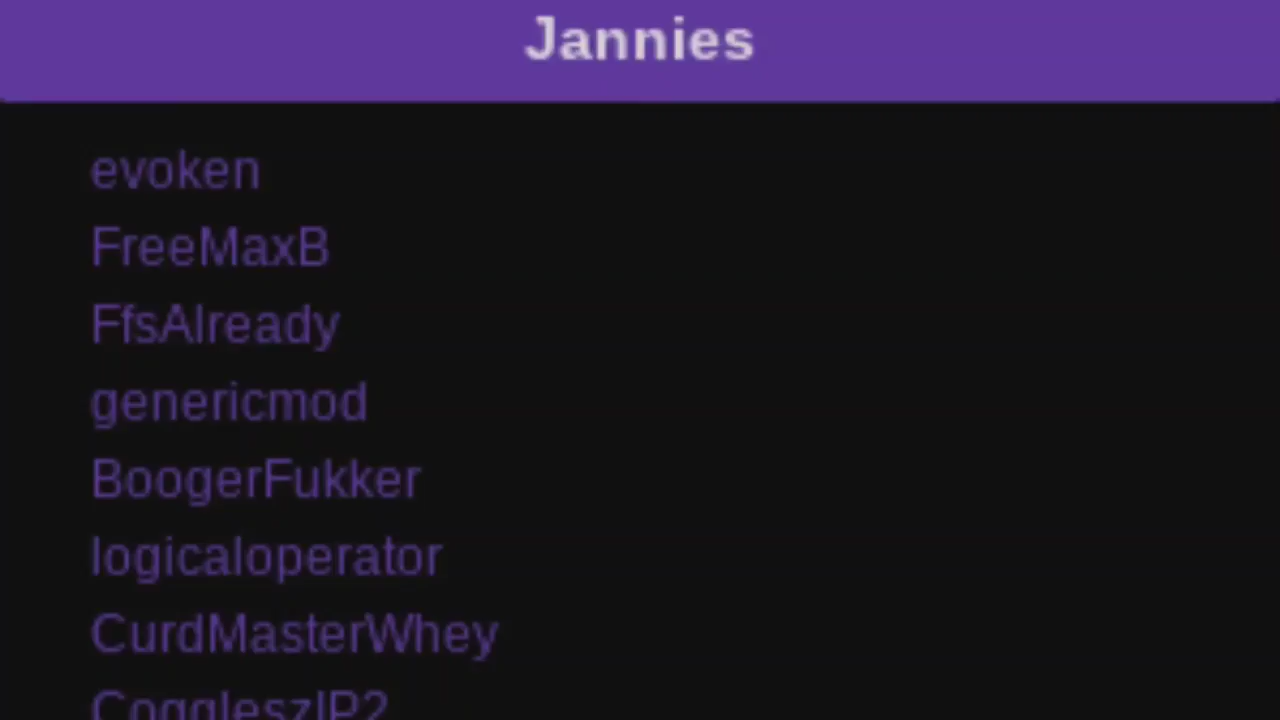 Jannies
evoken
FreeMaxB
FfsAlready
genericmod
BoogerFukker
logicaloperator
CurdMasterWhey